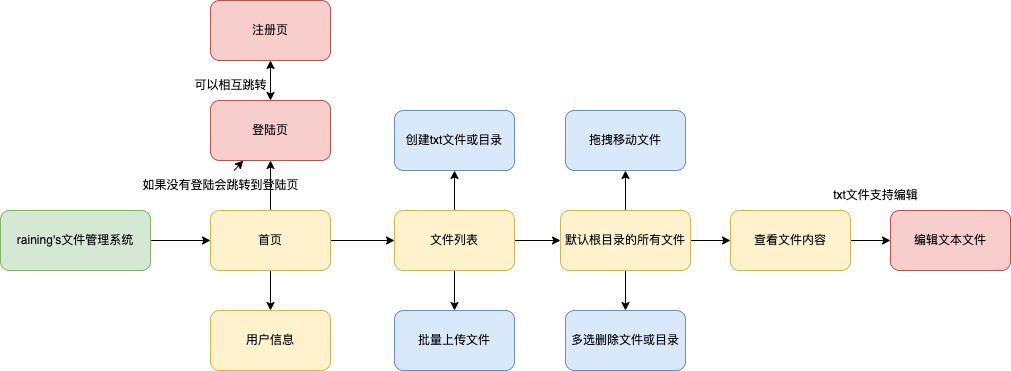 注册页
可以相互跳转
登陆页
创建txt文件或目录
拖拽移动文件
如果没有登陆会跳转到登陆页
txt文件支持编辑
raining's文件管理系统
首页
文件列表
默认根目录的所有文件
查看文件内容
编辑文本文件
用户信息
批量上传文件
多选删除文件或目录